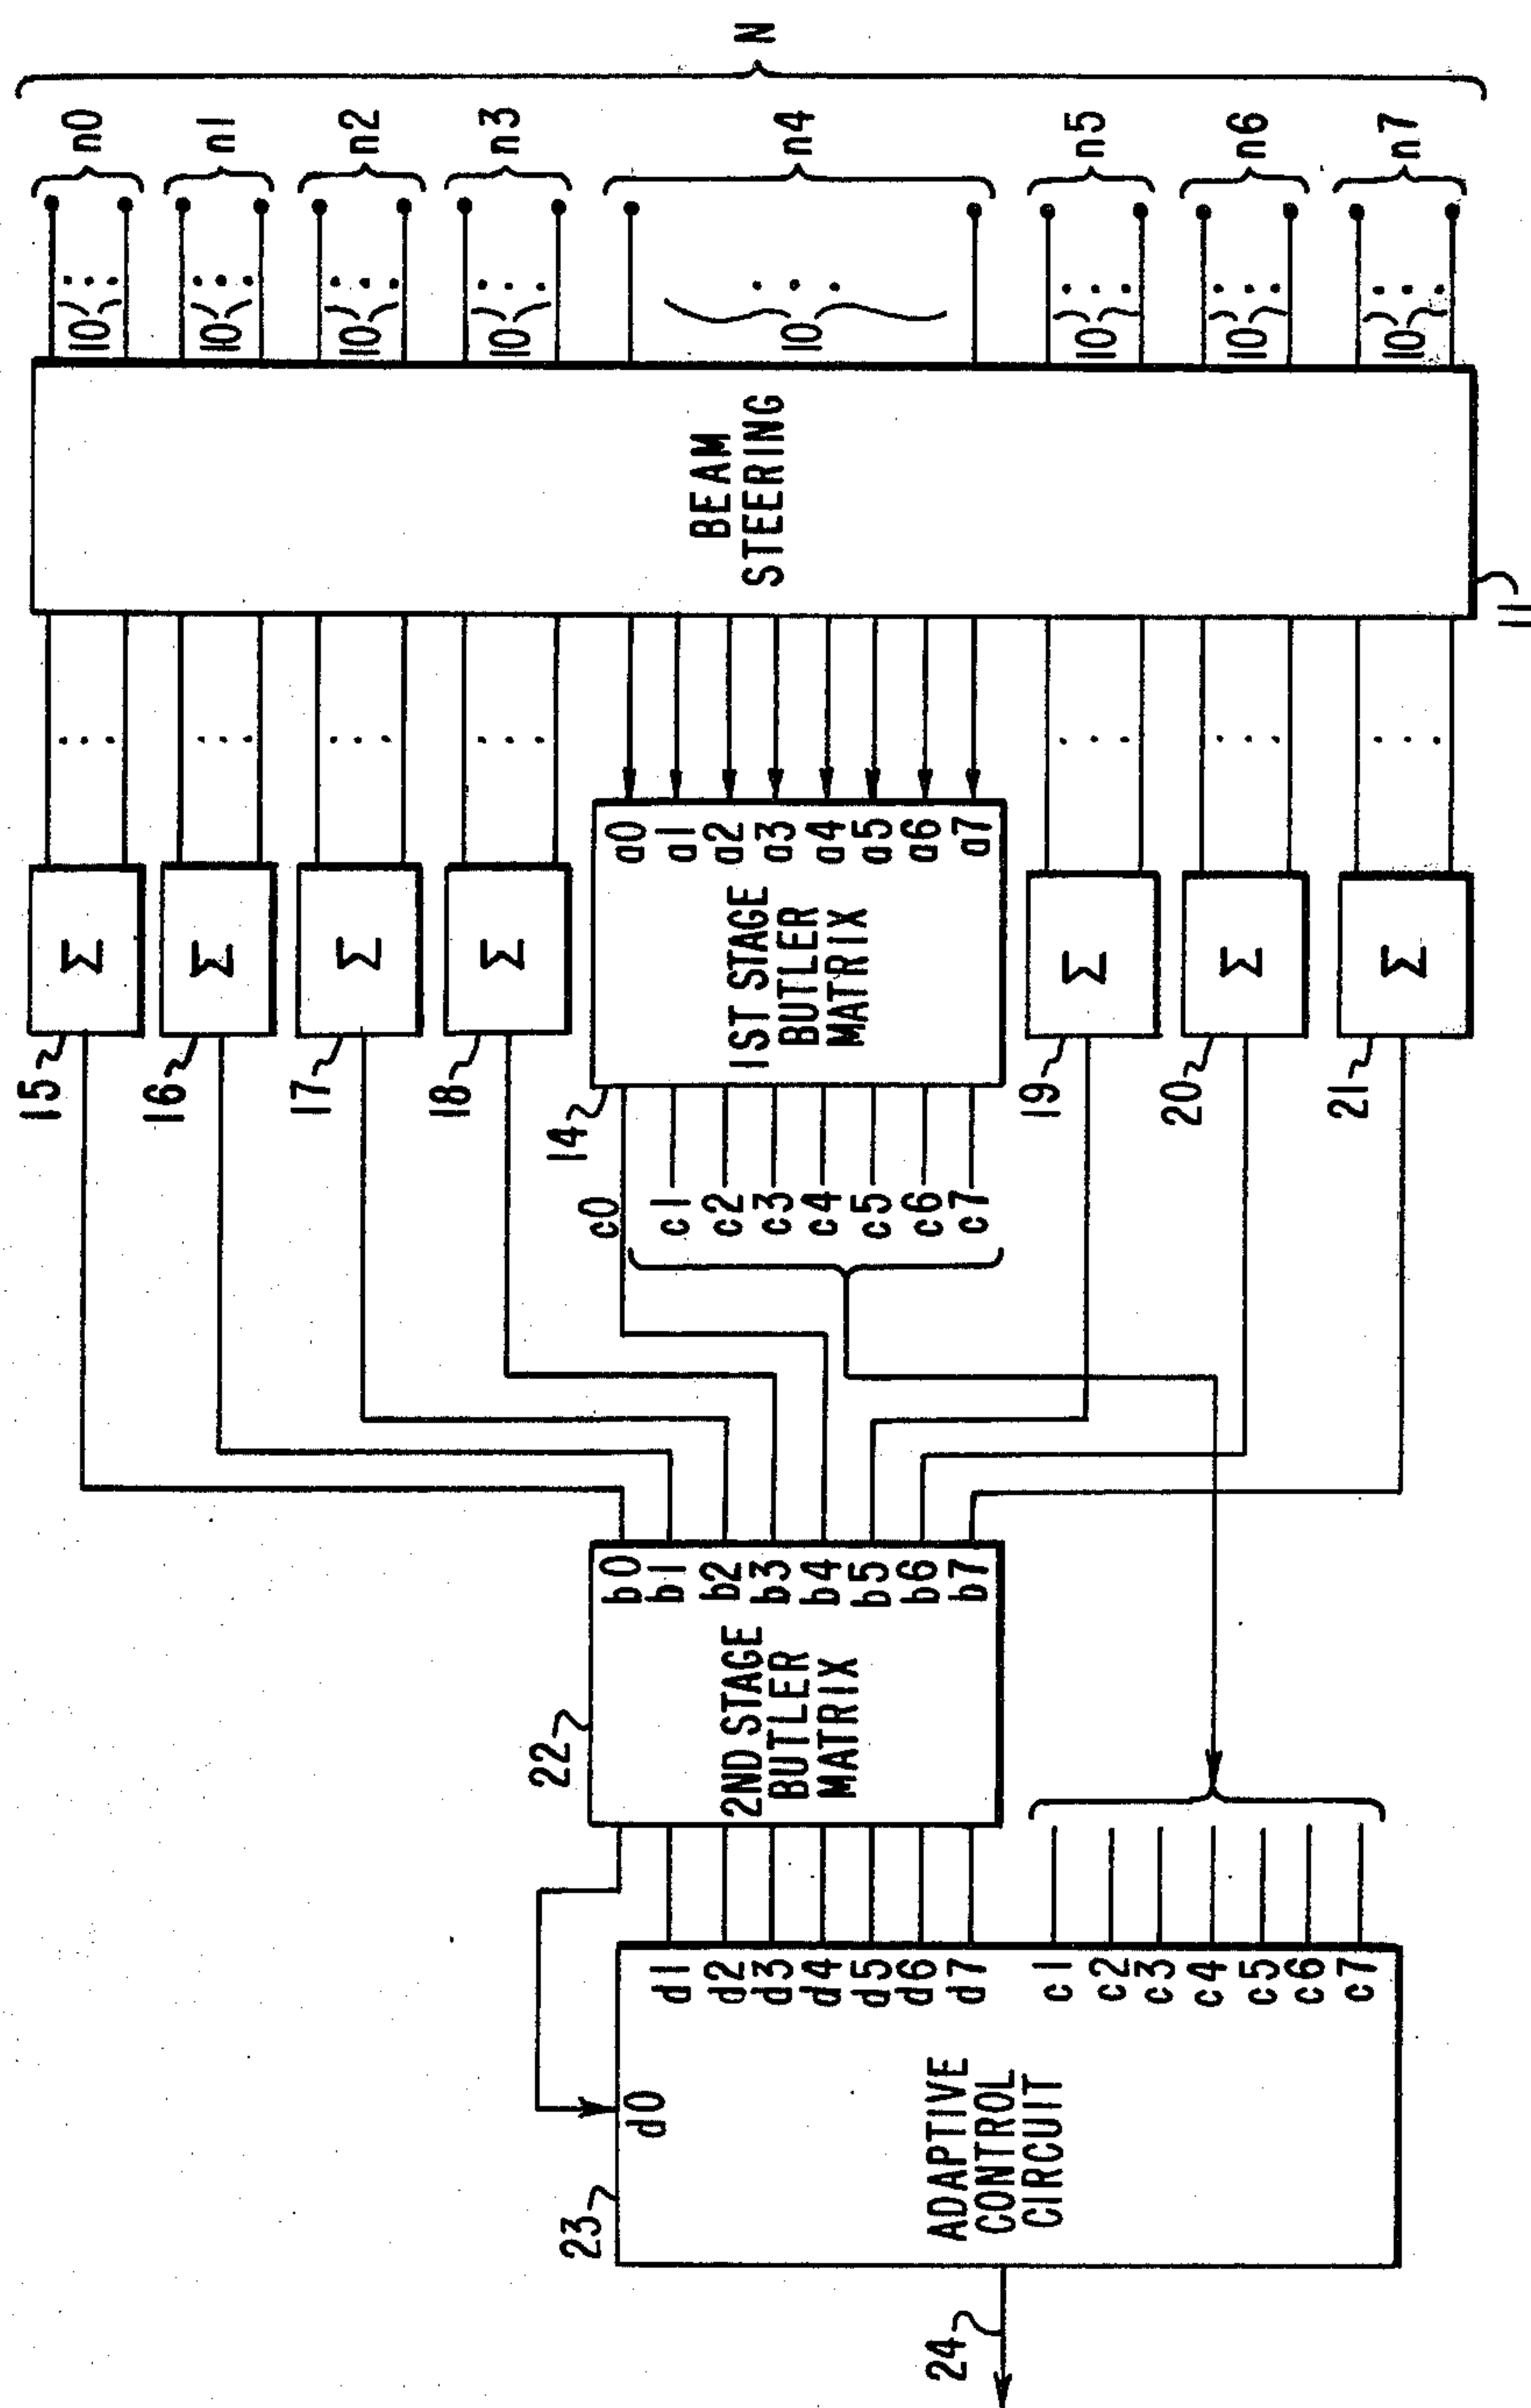 N
n0
n1
n2
n3
n4
n5
n6
n7
10
10
10
10
10
10
10
10
BEAM
STEERING
11
Σ
Σ
Σ
Σ
Σ
Σ
Σ
15
16
17
18
19
20
21
a0
a1
a2
a3
a4
a5
a6
a7
1ST STAGE
BUTLER
MATRIX
14
c0
c1
c2
c3
c4
c5
c6
c7
b0
b1
b2
b3
b4
b5
b6
b7
2ND STAGE
BUTLER
MATRIX
22
d0
d1
d2
d3
d4
d5
d6
d7
c1
c2
c3
c4
c5
c6
c7
ADAPTIVE
CONTROL
CIRCUIT
23
24